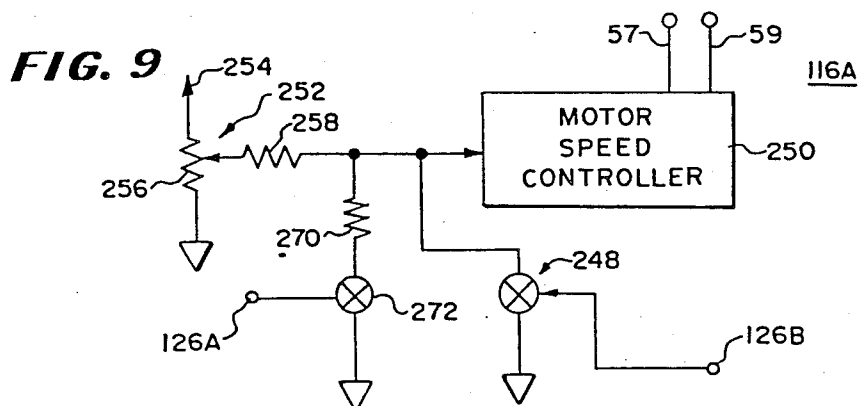 57
59
FIG. 9
254
116A
252
258
MOTOR
SPEED
CONTROLLER
250
256
270
248
272
126A
126B